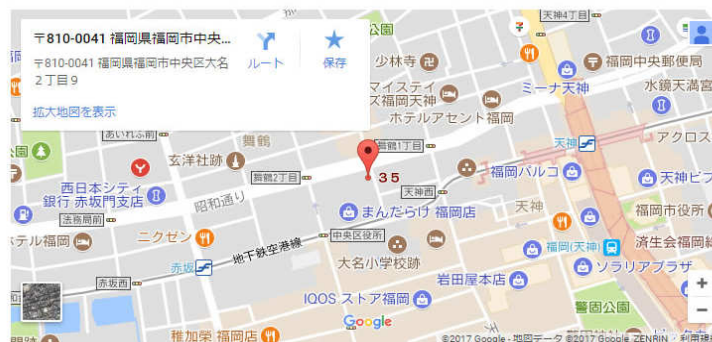 〒810-0041 福岡県福岡市中央...
〒810-0041 福岡県福岡市中央区大名
２丁目９
ルート
保存
拡大地図を表示
天神4丁目
少林寺
福岡中央郵便局
マイステイ
ズ福岡天神
ミーナ天神
水鏡天満宮
ホテルアセント福岡
あいれふ前
舞鶴
舞鶴1丁目
天神
アクロス
公園
玄洋社跡
舞鶴2丁目
35
福岡パルコ
天神西
天神ビ
西日本シティ
銀行 赤坂門支店
昭和通り
まんだらけ 福岡店
天神
福岡市役所
法務局前
ホテル福岡
ニクゼン
中央区役所
福岡(天神)
済生会福岡総
地下鉄空港線
大名小学校跡
赤坂
岩田屋本店
ソラリアプラザ
赤坂西
IQOS ストア福岡
警固公園
稚加榮 福岡店
Google
©2017 Google - 地図データ ©2017 Google, ZENRIN
利用規